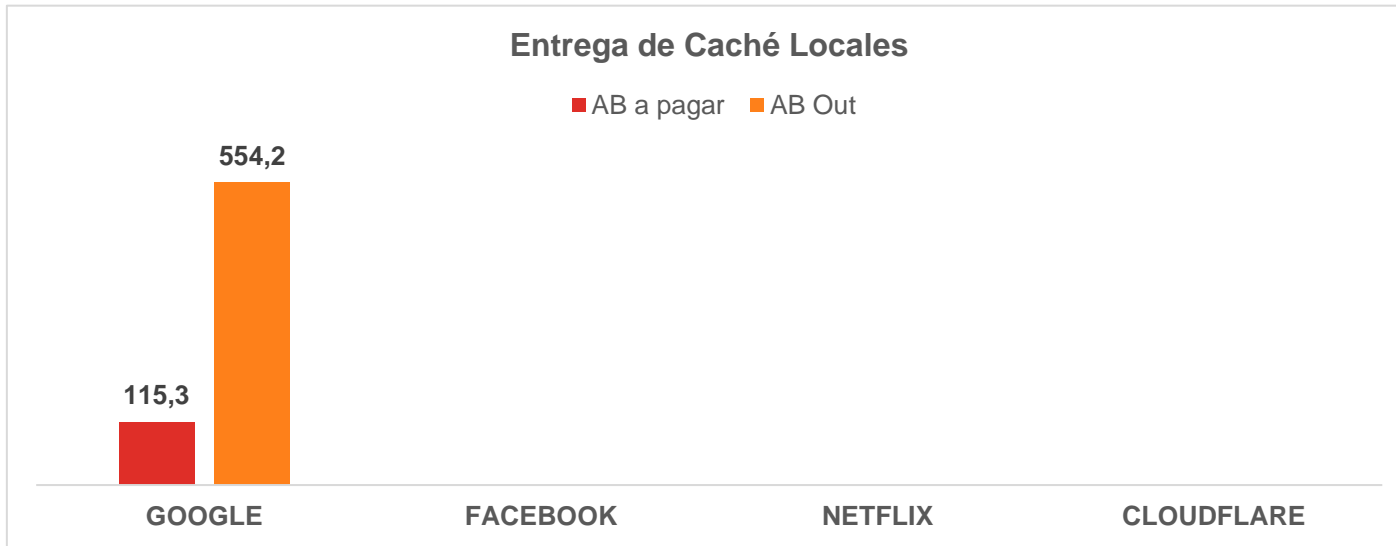 Entrega de Caché Locales
AB a pagar AB Out
554,2
115,3
GOOGLE FACEBOOK NETFLIX CLOUDFLARE